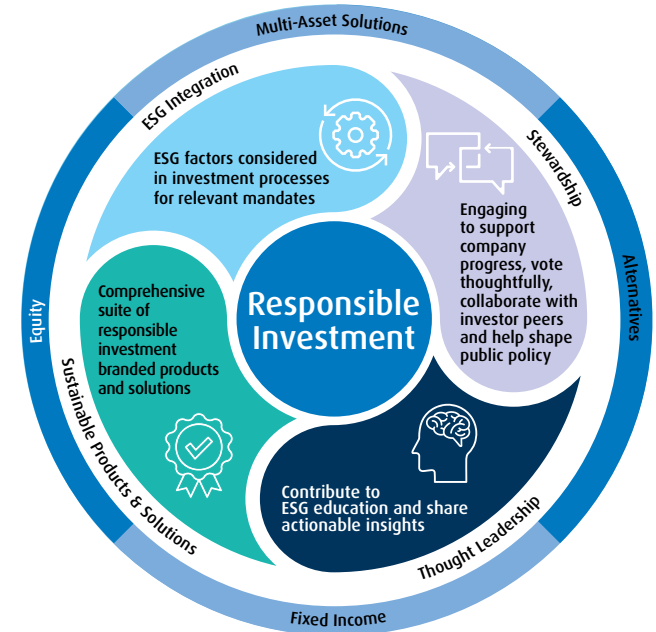 Multi-Asset Solutions
ESG Integration
ESG factors considered
in investment processes
for relevant mandates
Stewardship
Engaging
to support
company
progress, vote
thoughtfully,
collaborate with
investor peers
and help shape
public policy
Alternatives
Equity
Comprehensive
suite of
responsible
investment
branded products
and solutions
Responsible
Investment
Sustainable Products & Solutions
Contribute to
ESG education and share
actionable insights
Thought Leadership
Fixed Income